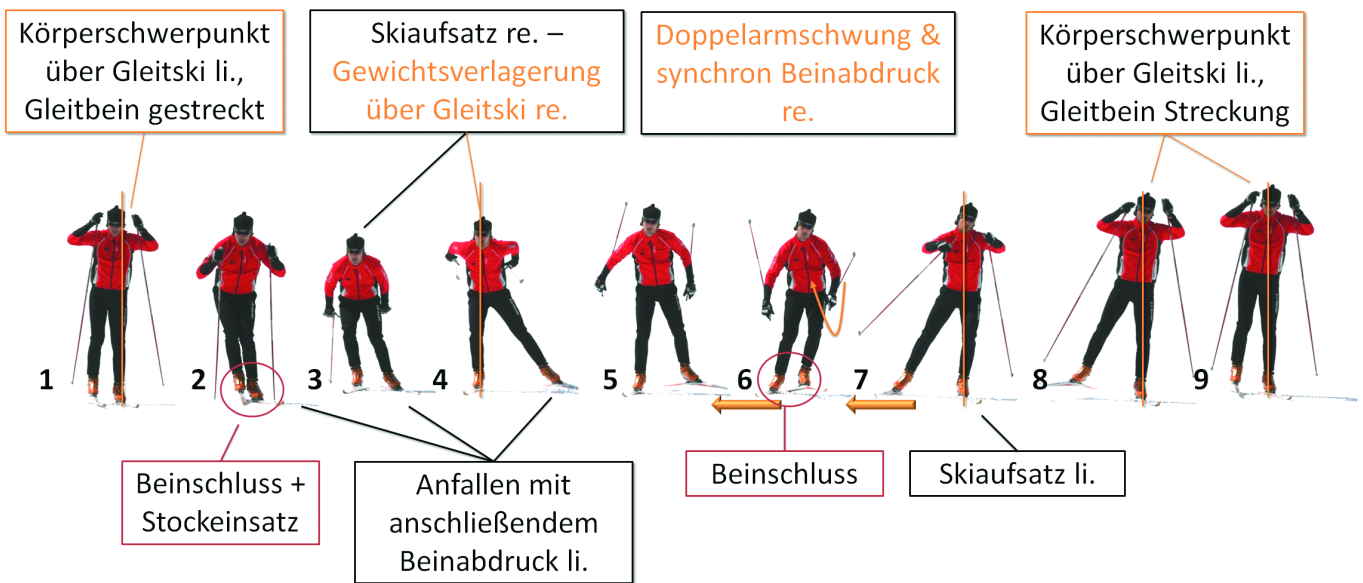 Körperschwerpunkt
über Gleitski li.,
Gleitbein gestreckt
Skiaufsatz re. –
Gewichtsverlagerung
über Gleitski re.
Doppelarmschwung &
synchron Beinabdruck
re.
Körperschwerpunkt
über Gleitski li.,
Gleitbein Streckung
1
2
3
4
5
6
7
8
9
Beinschluss +
Stockeinsatz
Anfallen mit
anschließendem
Beinabdruck li.
Beinschluss
Skiaufsatz li.